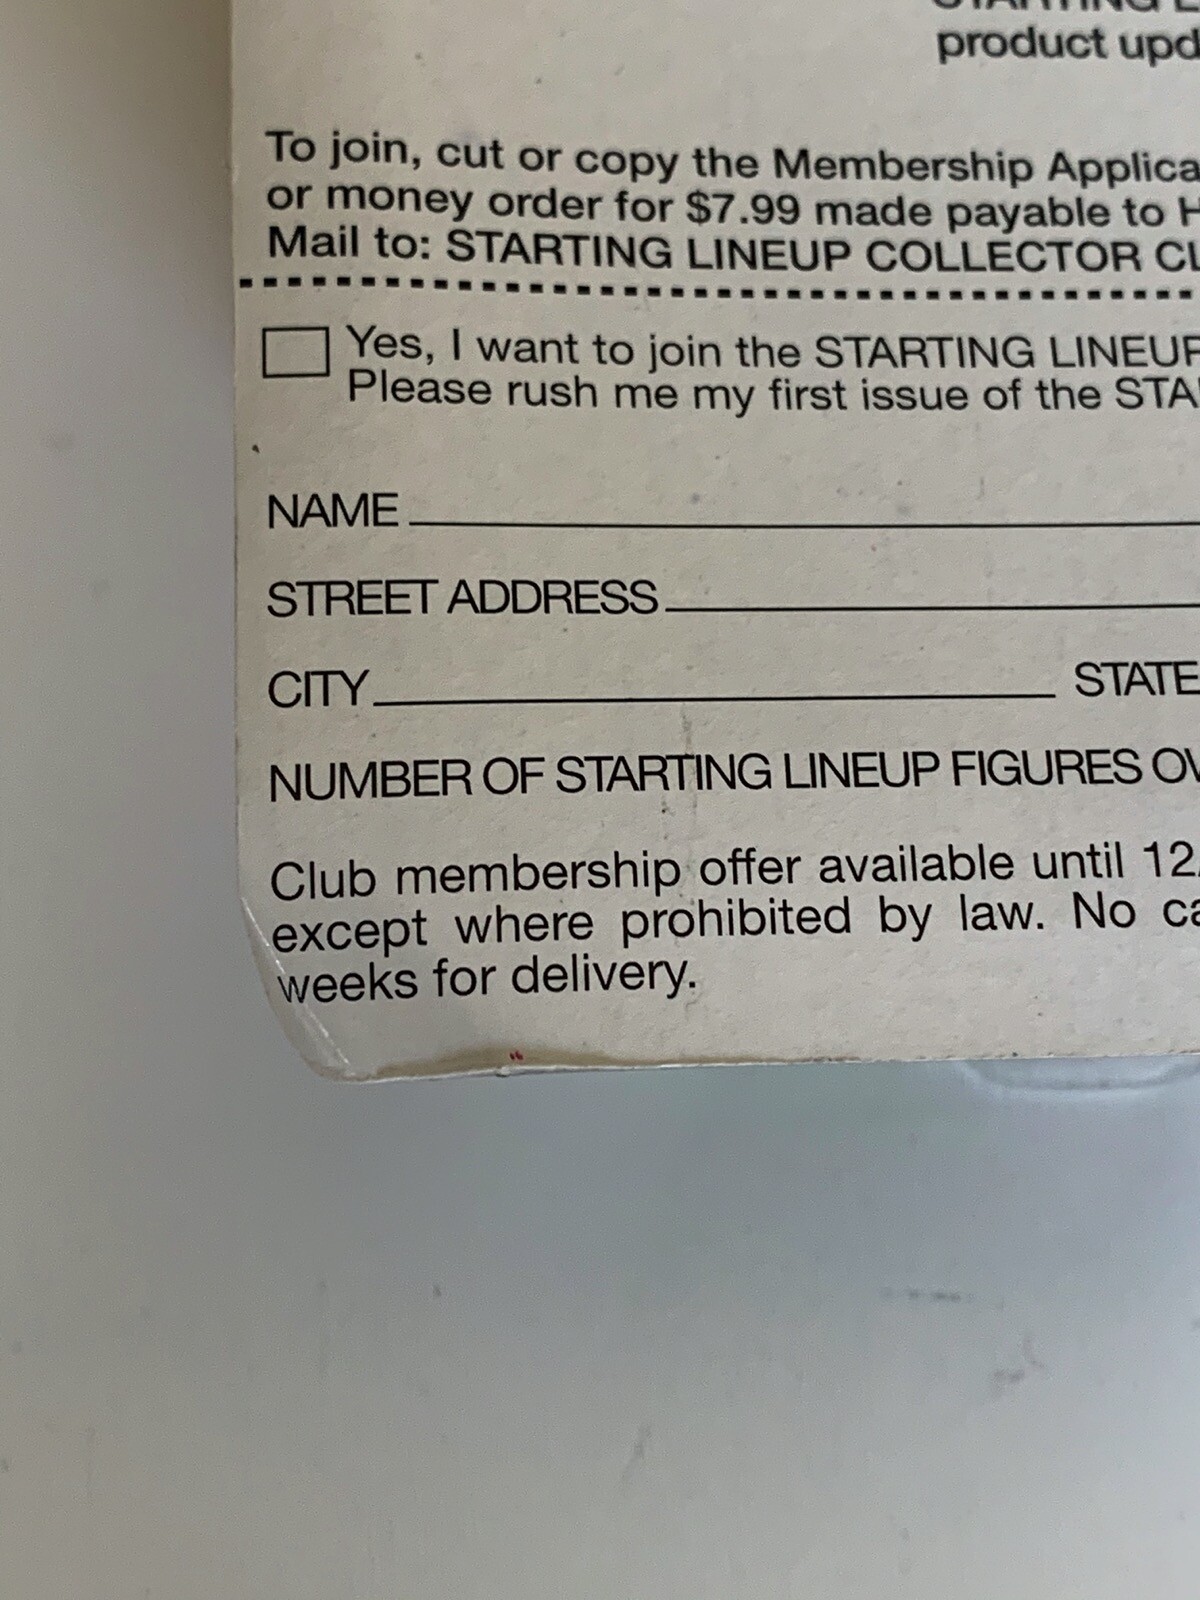 product upd
To join, cut or copy the Membership Applica
or money order for $7.99 made payable to H
Mail to: STARTING LINEUP COLLECTOR CL
Yes, I want to join the STARTING LINEUP
Please rush me my first issue of the STA
NAME
STREET ADDRESS
CITY STATE
NUMBER OF STARTING LINEUP FIGURES OW
Club membership offer available until 12
except where prohibited by law. No ca
weeks for delivery.